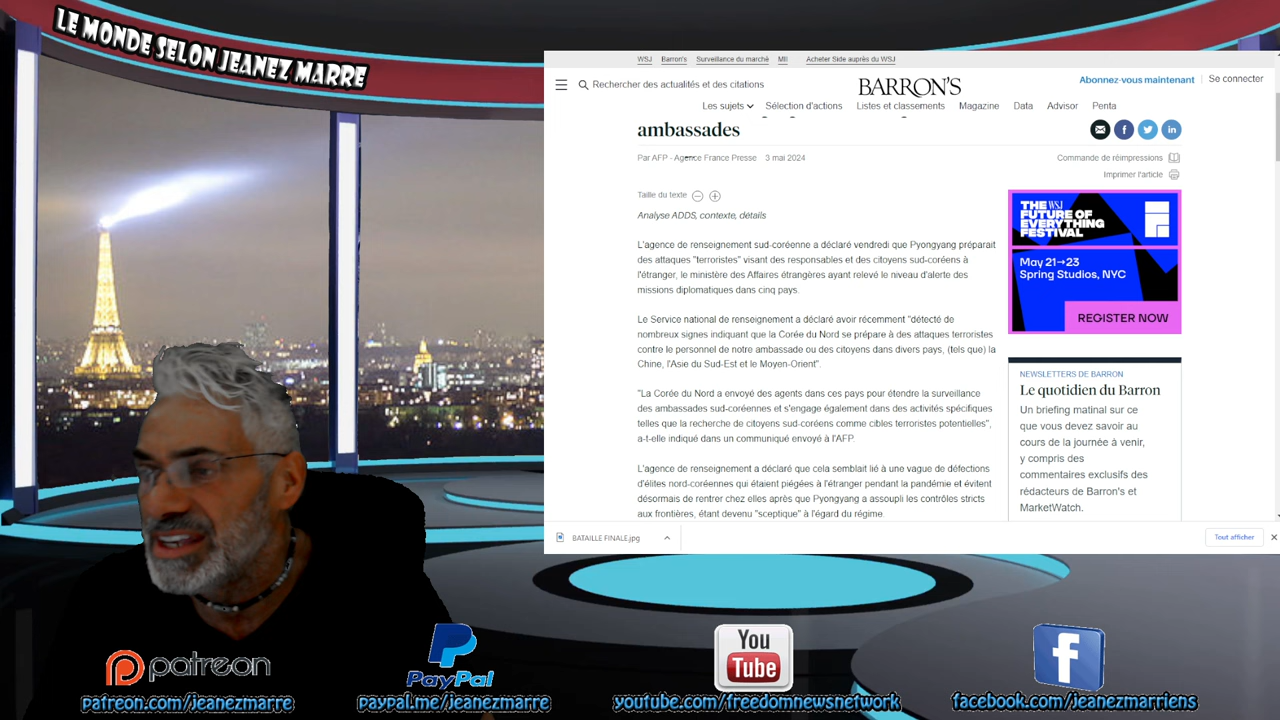 LE MONDE SELON JEANEZ MARRE
WSJ Barron's Surveillance du marché MII Acheter Side auprès du WSJ
Rechercher des actualités et des citations
BARRON'S
Abonnez-vous maintenant Se connecter
Les sujets Sélection d'actions Listes et classements Magazine Data Advisor Penta
ambassades
Par AFP - Agence France Presse 3 mai 2024
Commande de réimpressions
Imprimer l'article
Taille du texte
Analyse ADDS, contexte, détails
L'agence de renseignement sud-coréenne a déclaré vendredi que Pyongyang préparait
des attaques "terroristes" visant des responsables et des citoyens sud-coréens à
l'étranger, le ministère des Affaires étrangères ayant relevé le niveau d'alerte des
missions diplomatiques dans cinq pays.
Le Service national de renseignement a déclaré avoir récemment "détecté de
nombreux signes indiquant que la Corée du Nord se prépare à des attaques terroristes
contre le personnel de notre ambassade ou des citoyens dans divers pays, (tels que) la
Chine, l'Asie du Sud-Est et le Moyen-Orient".
"La Corée du Nord a envoyé des agents dans ces pays pour étendre la surveillance
des ambassades sud-coréennes et s'engage également dans des activités spécifiques
telles que la recherche de citoyens sud-coréens comme cibles terroristes potentielles",
a-t-elle indiqué dans un communiqué envoyé à l'AFP.
L'agence de renseignement a déclaré que cela semblait lié à une vague de défections
d'élites nord-coréennes qui étaient piégées à l'étranger pendant la pandémie et évitent
désormais de rentrer chez elles après que Pyongyang a assoupli les contrôles stricts
aux frontières, étant devenu "sceptique" à l'égard du régime.
THE WSJ
FUTURE OF
EVERYTHING
FESTIVAL
May 21→23
Spring Studios, NYC
REGISTER NOW
NEWSLETTERS DE BARRON
Le quotidien du Barron
Un briefing matinal sur ce
que vous devez savoir au
cours de la journée à venir,
y compris des
commentaires exclusifs des
rédacteurs de Barron's et
MarketWatch.
BATAILLE FINALE.jpg
Tout afficher
patreon
PayPal
You
Tube
patreon.com/jeanezmarre
paypal.me/jeanezmarre
youtube.com/freedomnewsnetwork
facebook.com/jeanezmarriens